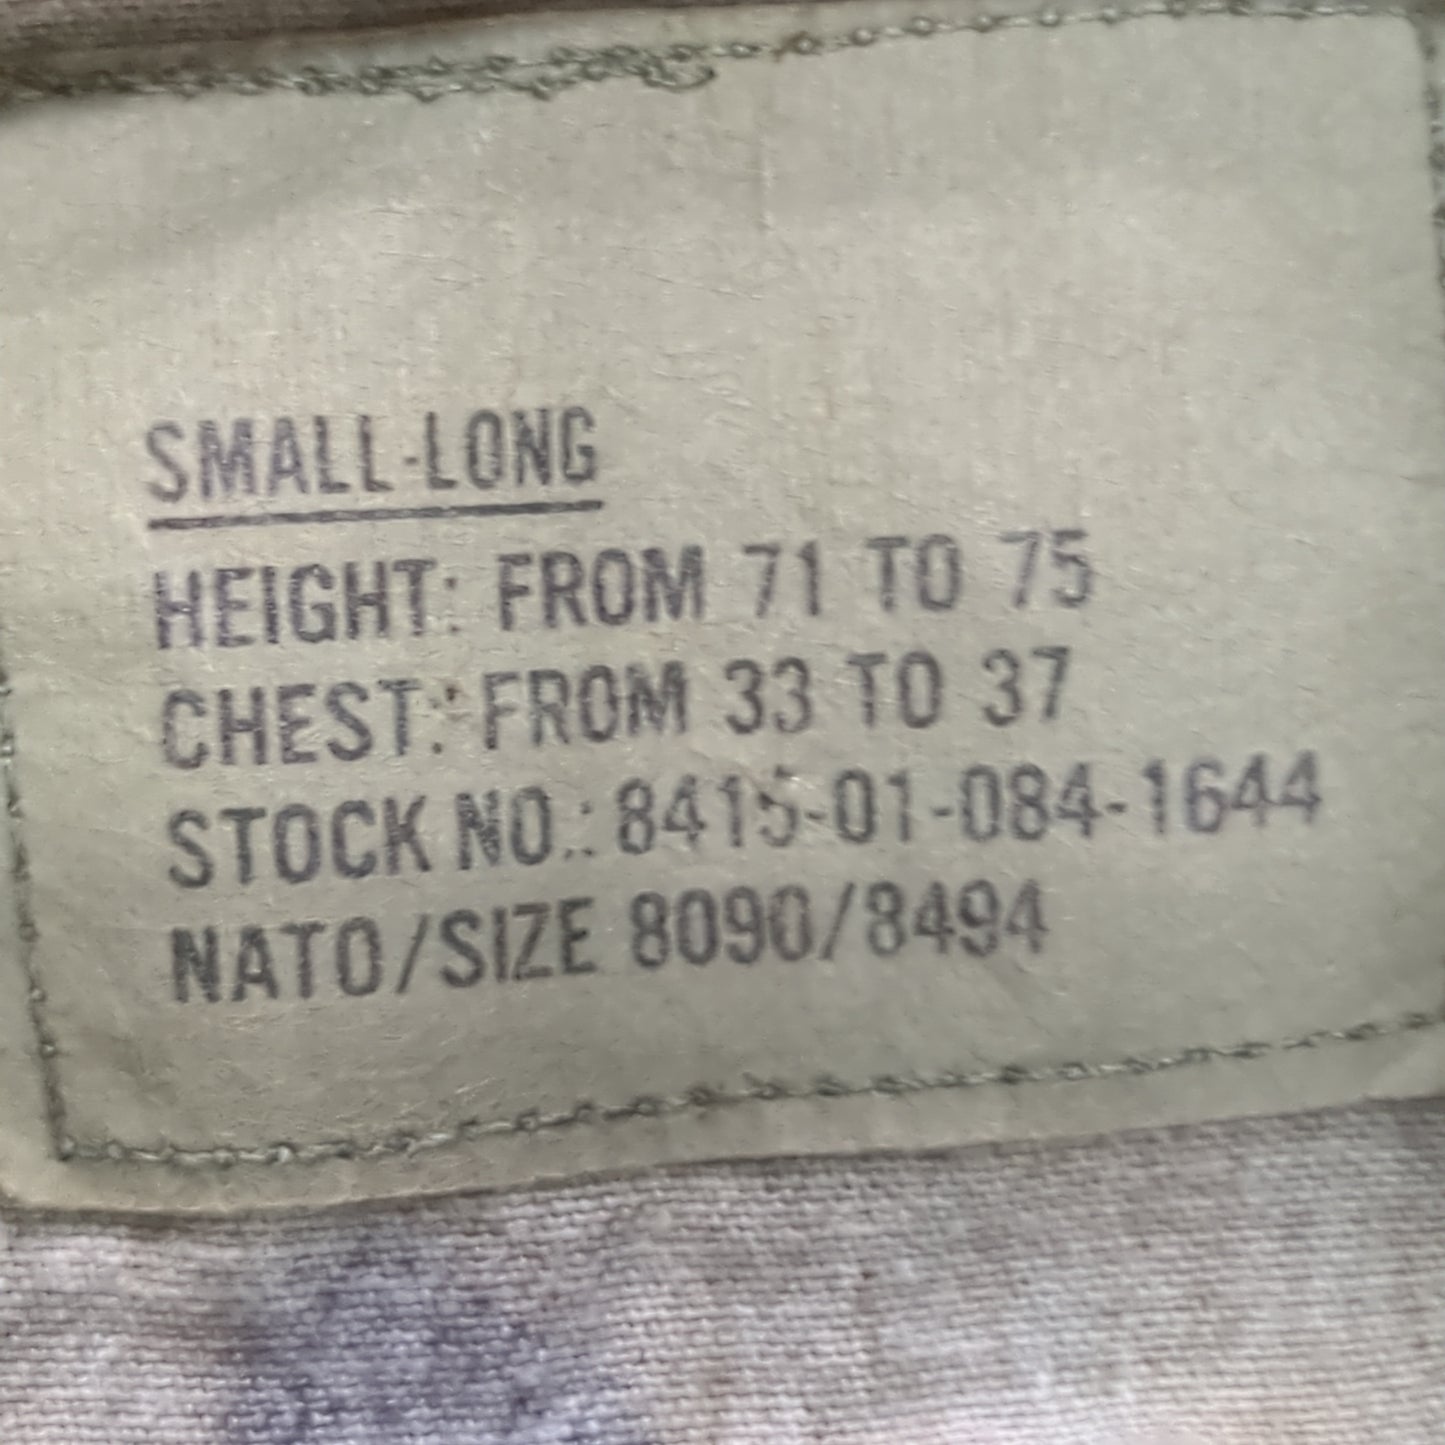 SMALL-LONG
HEIGHT: FROM 71 TO 75
CHEST: FROM 33 TO 37
STOCK NO.: 8415-01-084-1644
NATO/SIZE 8090/8494